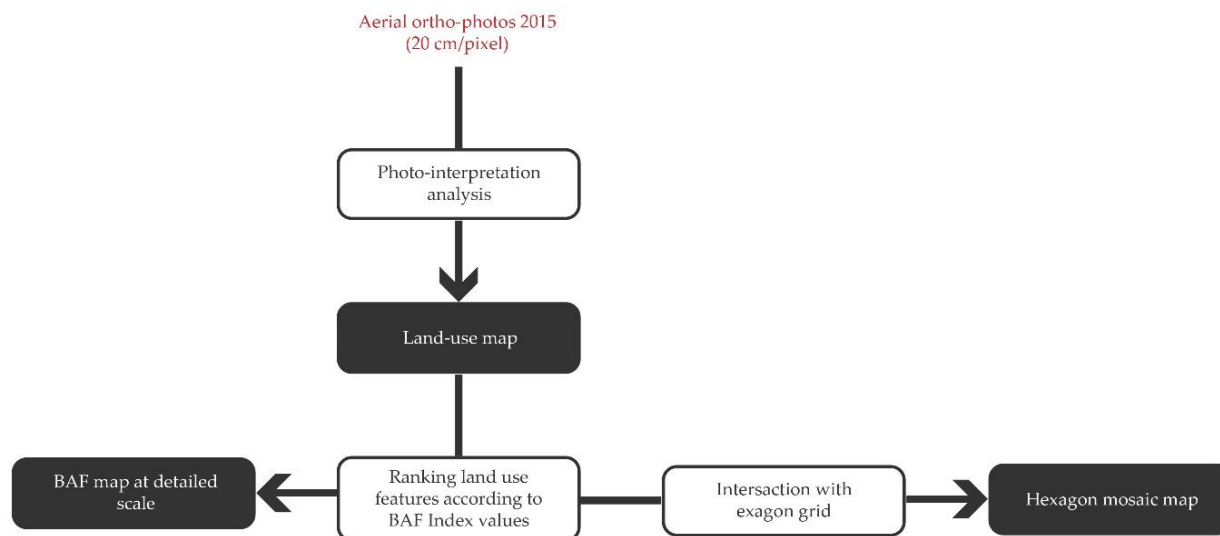 Aerial ortho-photos 2015
(20 cm/pixel)
Photo-interpretation
analysis
Land-use map
BAF map at detailed
scale
Ranking land use
features according to
BAF Index values
Intersaction with
exagon grid
Hexagon mosaic map